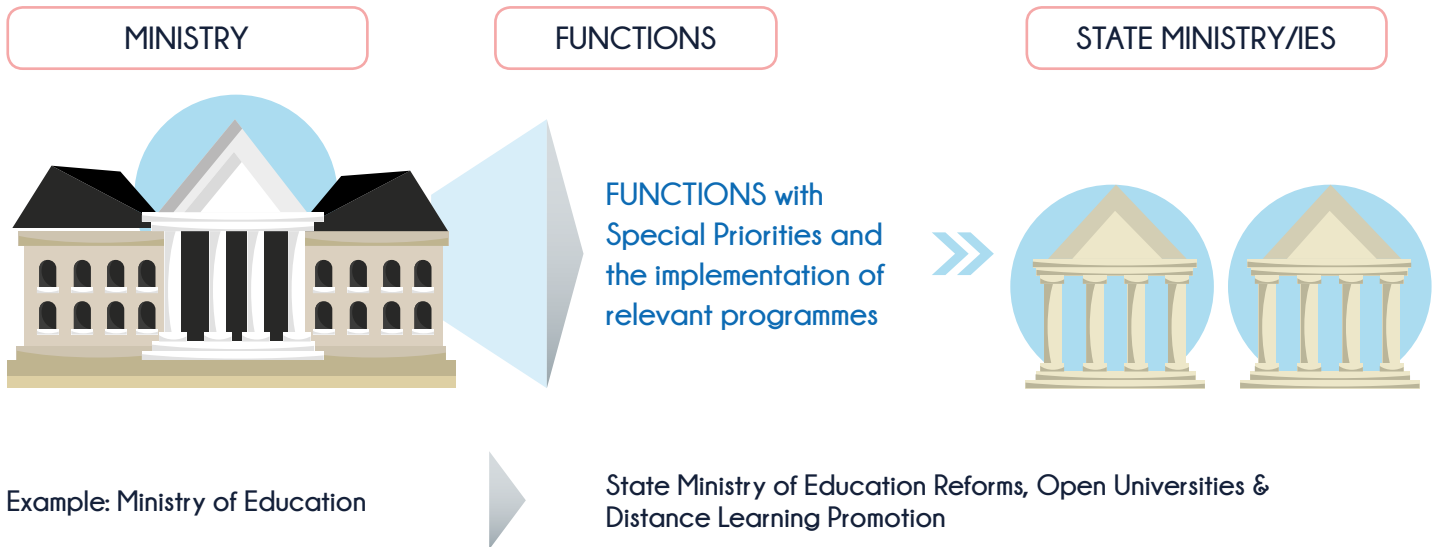 MINISTRY
FUNCTIONS
STATE MINISTRY/IES
FUNCTIONS with
Special Priorities and
the implementation of
relevant programmes
Example: Ministry of Education
State Ministry of Education Reforms, Open Universities &
Distance Learning Promotion